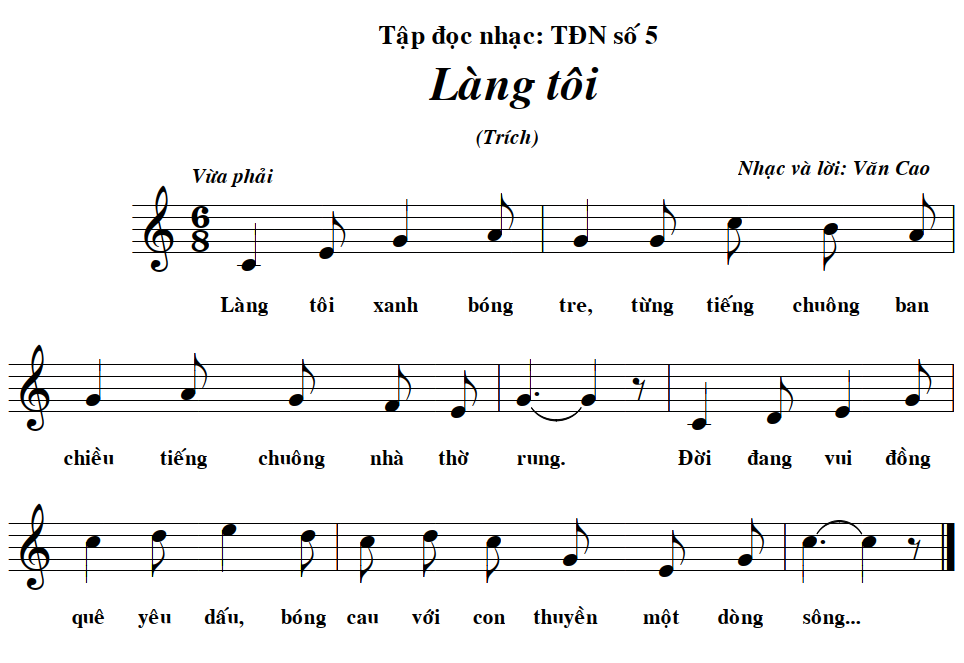 Tập đọc nhạc: TĐN số 5
Làng tôi
(Trích)
Vừa phải
Nhạc và lời: Văn Cao
6
8
Làng tôi xanh bóng tre, từng tiếng chuông ban
chiều tiếng chuông nhà thờ rung. Đời đang vui đồng
quê yêu dấu, bóng cau với con thuyền một dòng sông...